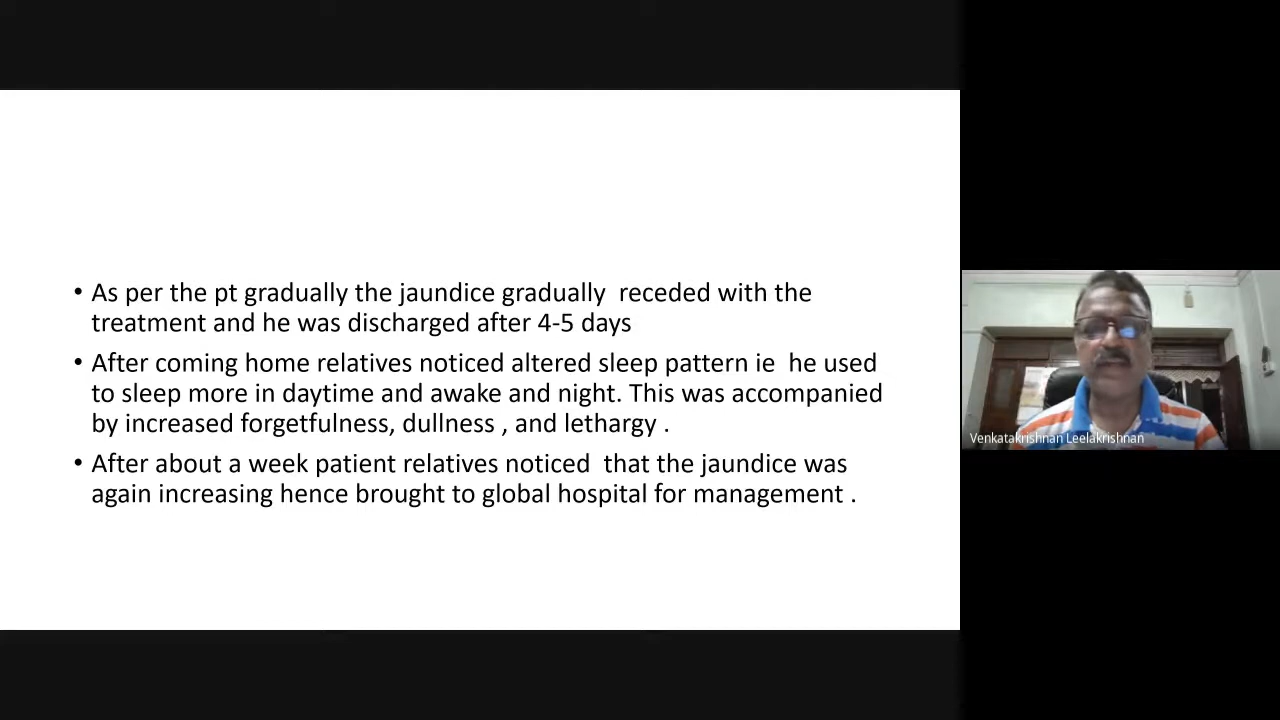 • As per the pt gradually the jaundice gradually  receded with the
treatment and he was discharged after 4-5 days
• After coming home relatives noticed altered sleep pattern ie  he used
to sleep more in daytime and awake and night. This was accompanied
by increased forgetfulness, dullness , and lethargy .
• After about a week patient relatives noticed  that the jaundice was
again increasing hence brought to global hospital for management .
Venkatakrishnan Leelakrishnan